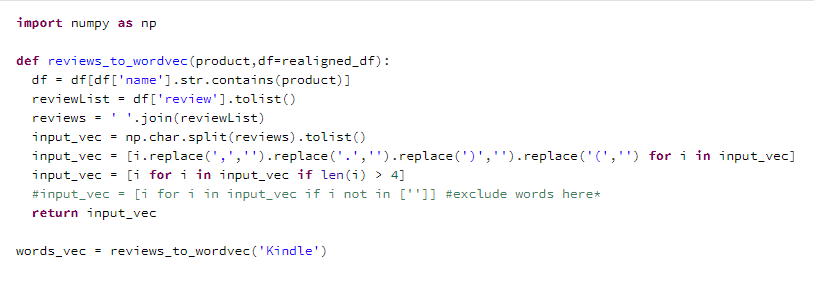 import numpy as np

def reviews_to_wordvec(product,df=realigned_df):
  df = df[df['name'].str.contains(product)]
  reviewList = df['review'].tolist()
  reviews = ' '.join(reviewList)
  input_vec = np.char.split(reviews).tolist()
  input_vec = [i.replace(',','').replace('.','').replace(')','').replace('(','') for i in input_vec]
  input_vec = [i for i in input_vec if len(i) > 4]
  #input_vec = [i for i in input_vec if i not in ['']] #exclude words here*
  return input_vec

words_vec = reviews_to_wordvec('Kindle')